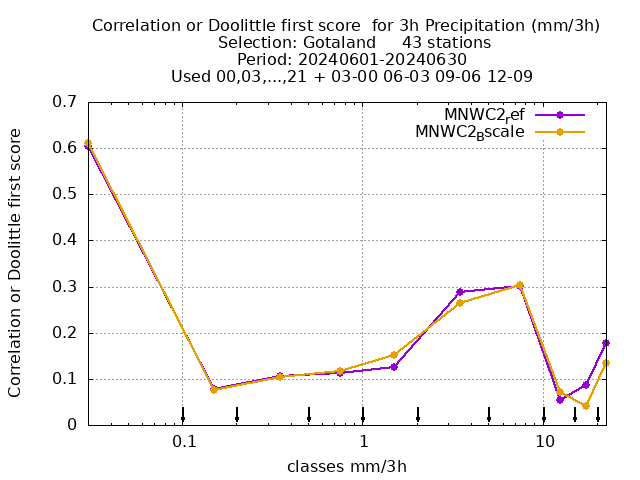 Correlation or Doolittle first score  for 3h Precipitation (mm/3h)
Selection: Gotaland     43 stations
Period: 20240601-20240630
Used 00,03,...,21 + 03-00 06-03 09-06 12-09
MNWC2_ref
MNWC2_Bscale
Correlation or Doolittle first score
0.7
0.6
0.5
0.4
0.3
0.2
0.1
0
0.1
1
10
classes mm/3h